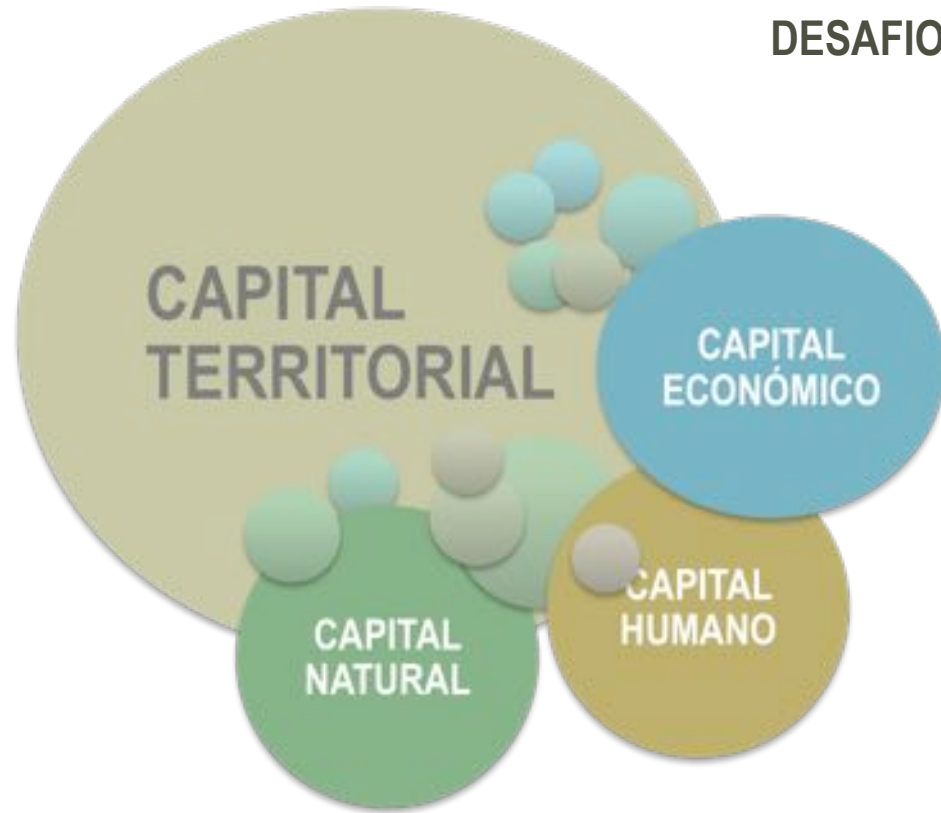 DESAFIO
CAPITAL
TERRITORIAL
CAPITAL
ECONÓMICO
CAPITAL
HUMANO
CAPITAL
NATURAL